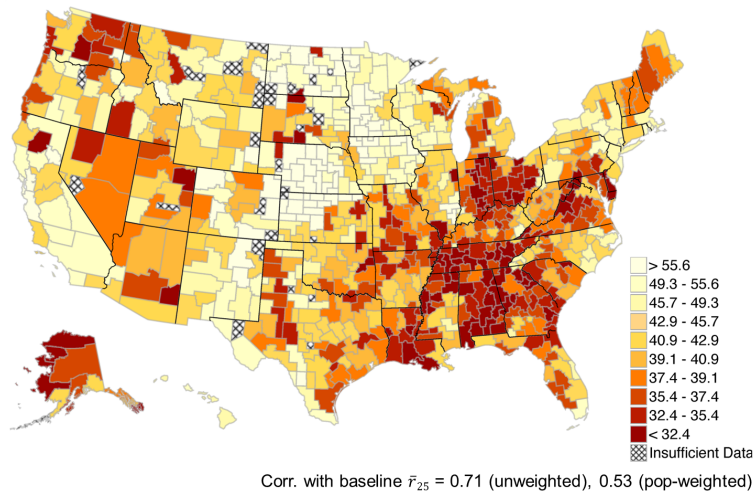 > 55.6
49.3 - 55.6
45.7 - 49.3
42.9 - 45.7
40.9 - 42.9
39.1 - 40.9
37.4 - 39.1
35.4 - 37.4
32.4 - 35.4
< 32.4
Insufficient Data
Corr. with baseline r̄₂₅ = 0.71 (unweighted), 0.53 (pop-weighted)